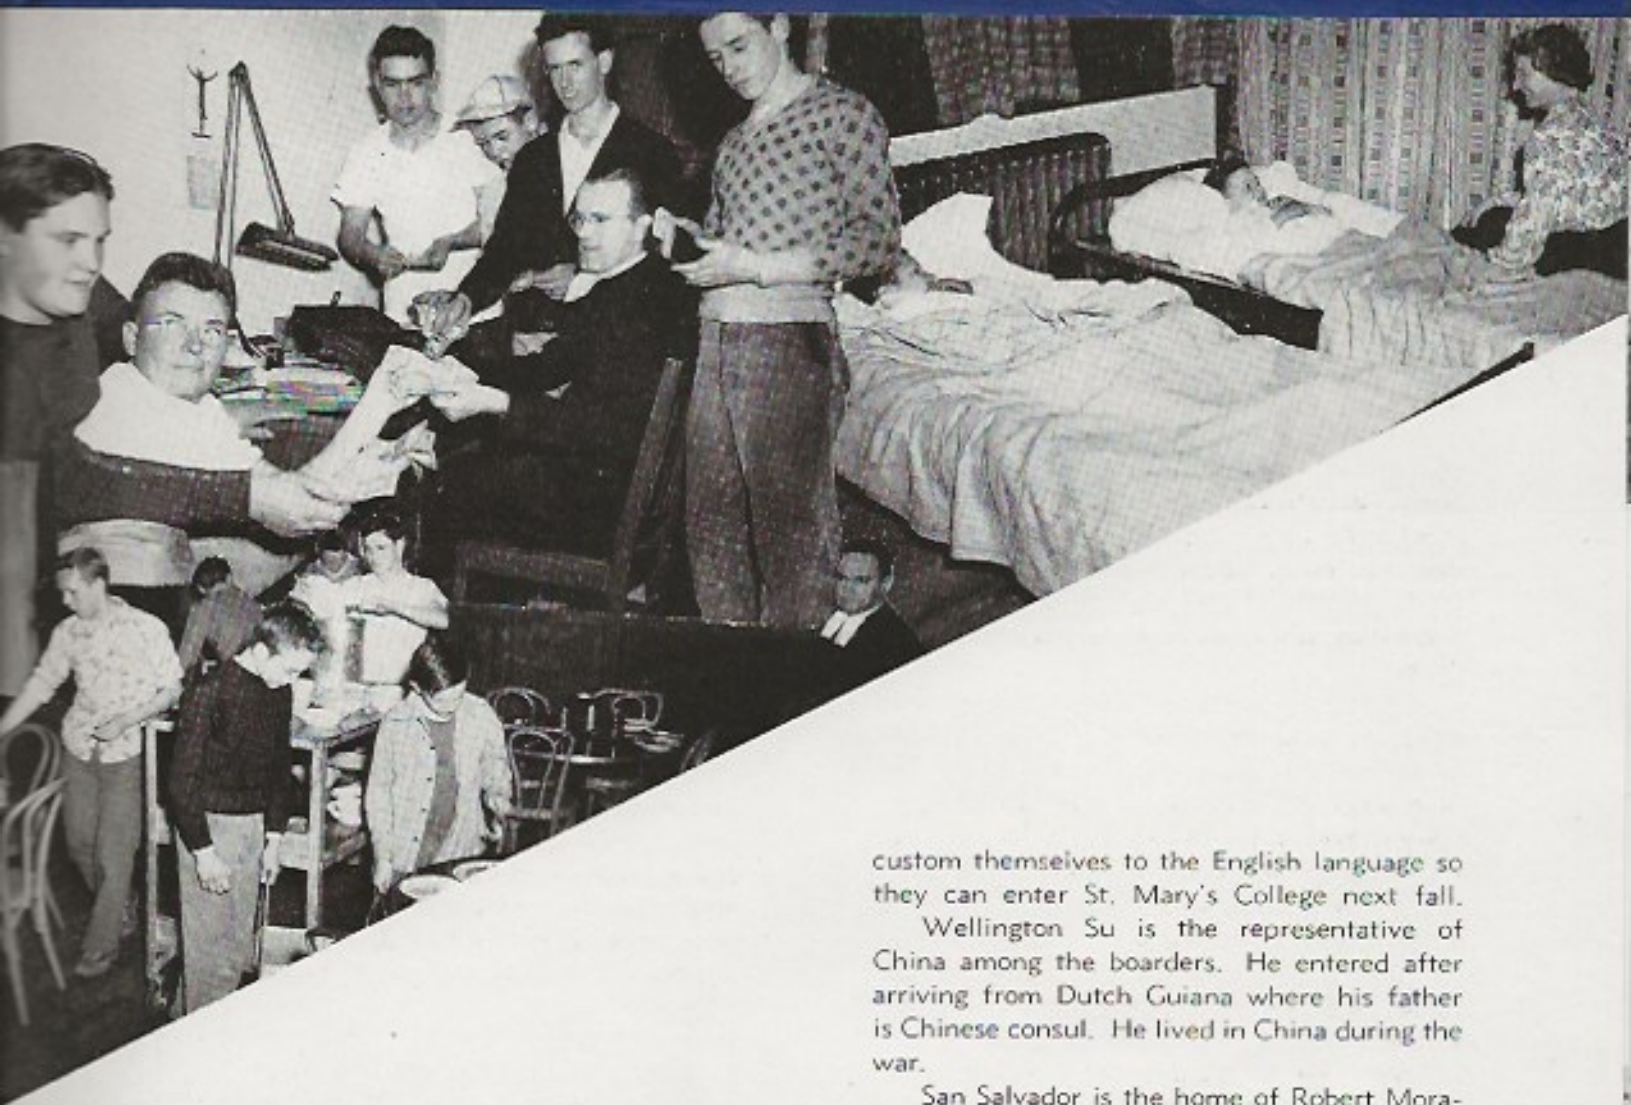 custom themseives to the English language so
they can enter St. Mary's College next fall.
Wellington Su is the representative of
China among the boarders. He entered after
arriving from Dutch Guiana where his father
is Chinese consul. He lived in China during the
war.
San Salvador is the home of Robert Mora-